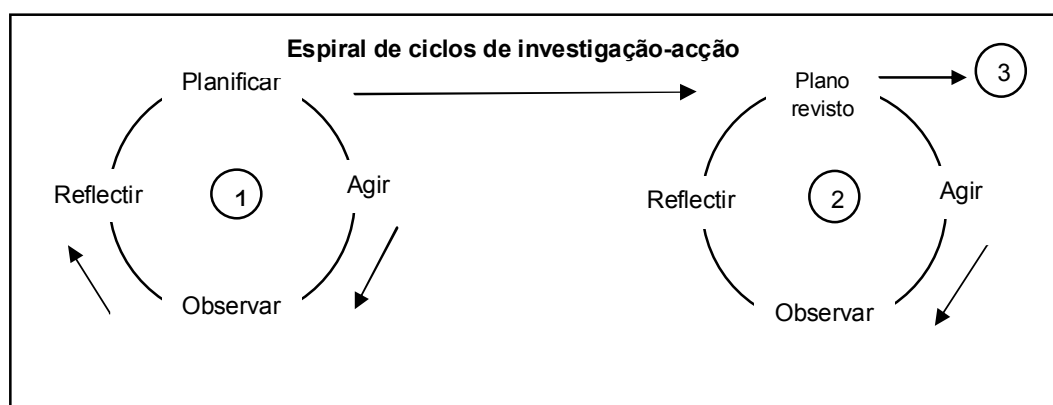 Espiral de ciclos de investigação-acção
Planificar
Reflectir
1
Agir
Observar
Plano
revisto
3
Reflectir
2
Agir
Observar